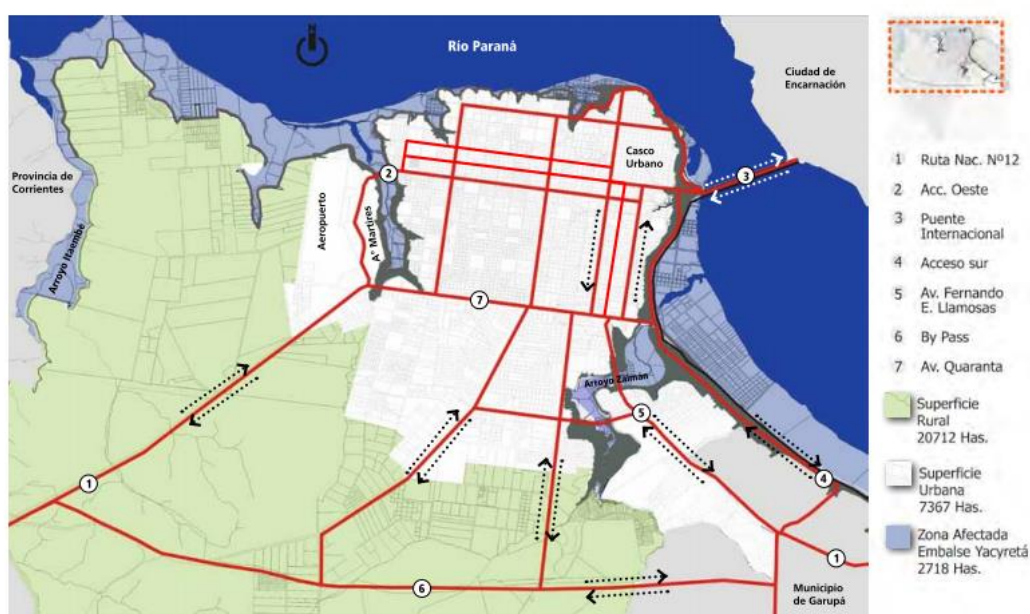 N
Río Paraná
Ciudad de
Encarnación
Casco
Urbano
Provincia de
Corrientes
2
3
Aeropuerto
Aº Martires
Arroyo Itaembé
7
Arroyo Zaimán
5
1
4
6
1
Municipio
de Garupá
1 Ruta Nac. Nº12
2 Acc. Oeste
3 Puente
Internacional
4 Acceso sur
5 Av. Fernando
E. Llamosas
6 By Pass
7 Av. Quaranta
Superficie
Rural
20712 Has.
Superficie
Urbana
7367 Has.
Zona Afectada
Embalse Yacyretá
2718 Has.